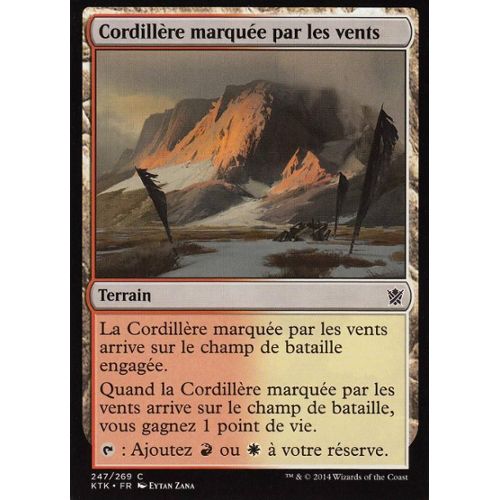 Cordillère marquée par les vents
Terrain
La Cordillère marquée par les vents
arrive sur le champ de bataille
engagée.
Quand la Cordillère marquée par les
vents arrive sur le champ de bataille,
vous gagnez 1 point de vie.
: Ajoutez ou à votre réserve.
247/269 C
KTK • FR EYTAN ZANA
™ & © 2014 Wizards of the Coast